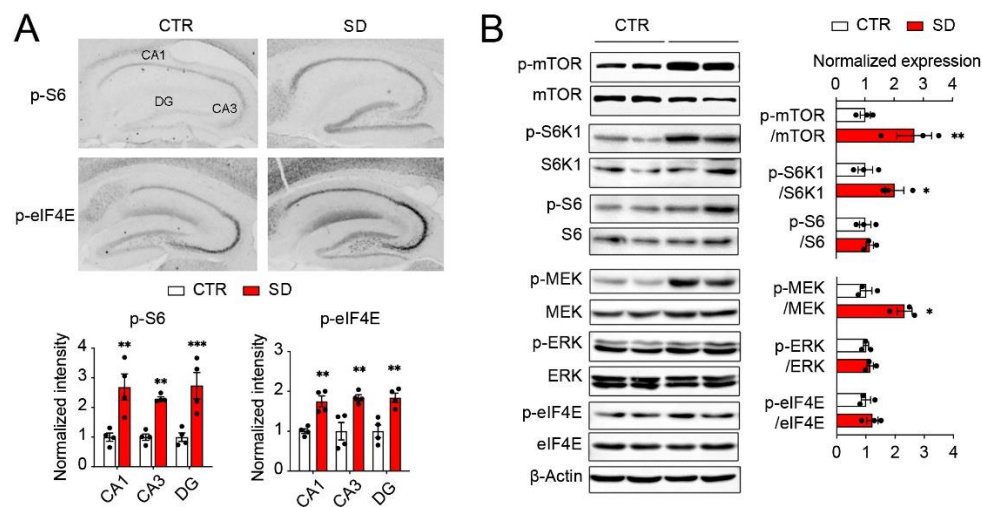 A
CTR
SD
p-S6
CA1
DG
CA3
p-eIF4E
CTR
SD
p-S6
Normalized intensity
5
4
3
2
1
0
**
**
***
CA1
CA3
DG
p-eIF4E
Normalized intensity
3
2
1
0
**
**
**
CA1
CA3
DG
B
CTR
p-mTOR
mTOR
p-S6K1
S6K1
p-S6
S6
p-MEK
MEK
p-ERK
ERK
p-eIF4E
eIF4E
β-Actin
CTR
SD
Normalized expression
0 1 2 3 4
p-mTOR
/mTOR
**
p-S6K1
/S6K1
*
p-S6
/S6
p-MEK
/MEK
*
p-ERK
/ERK
p-eIF4E
/eIF4E
0 1 2 3 4